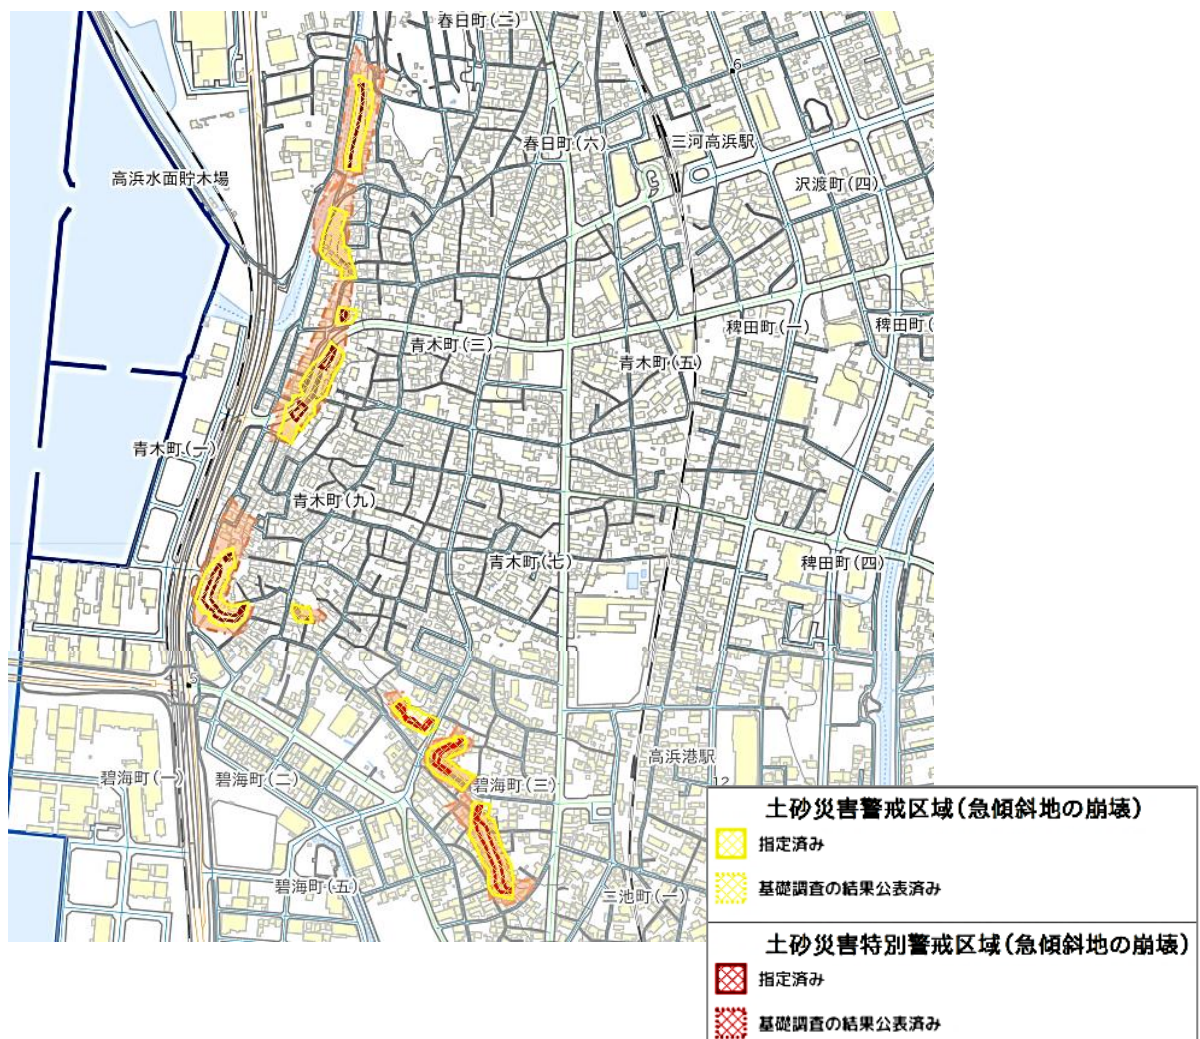 春日町(二)
6
春日町(六)
三河高浜駅
高浜水面貯木場
沢渡町(四)
稗田町(一)
稗田町(
青木町(三)
青木町(五)
青木町(一)
青木町(九)
青木町(七)
稗田町(四)
5
高浜港駅
碧海町(一)
碧海町(二)
碧海町(三)
12
碧海町(五)
三池町(一)
土砂災害警戒区域(急傾斜地の崩壊)
指定済み
基礎調査の結果公表済み
土砂災害特別警戒区域(急傾斜地の崩壊)
指定済み
基礎調査の結果公表済み